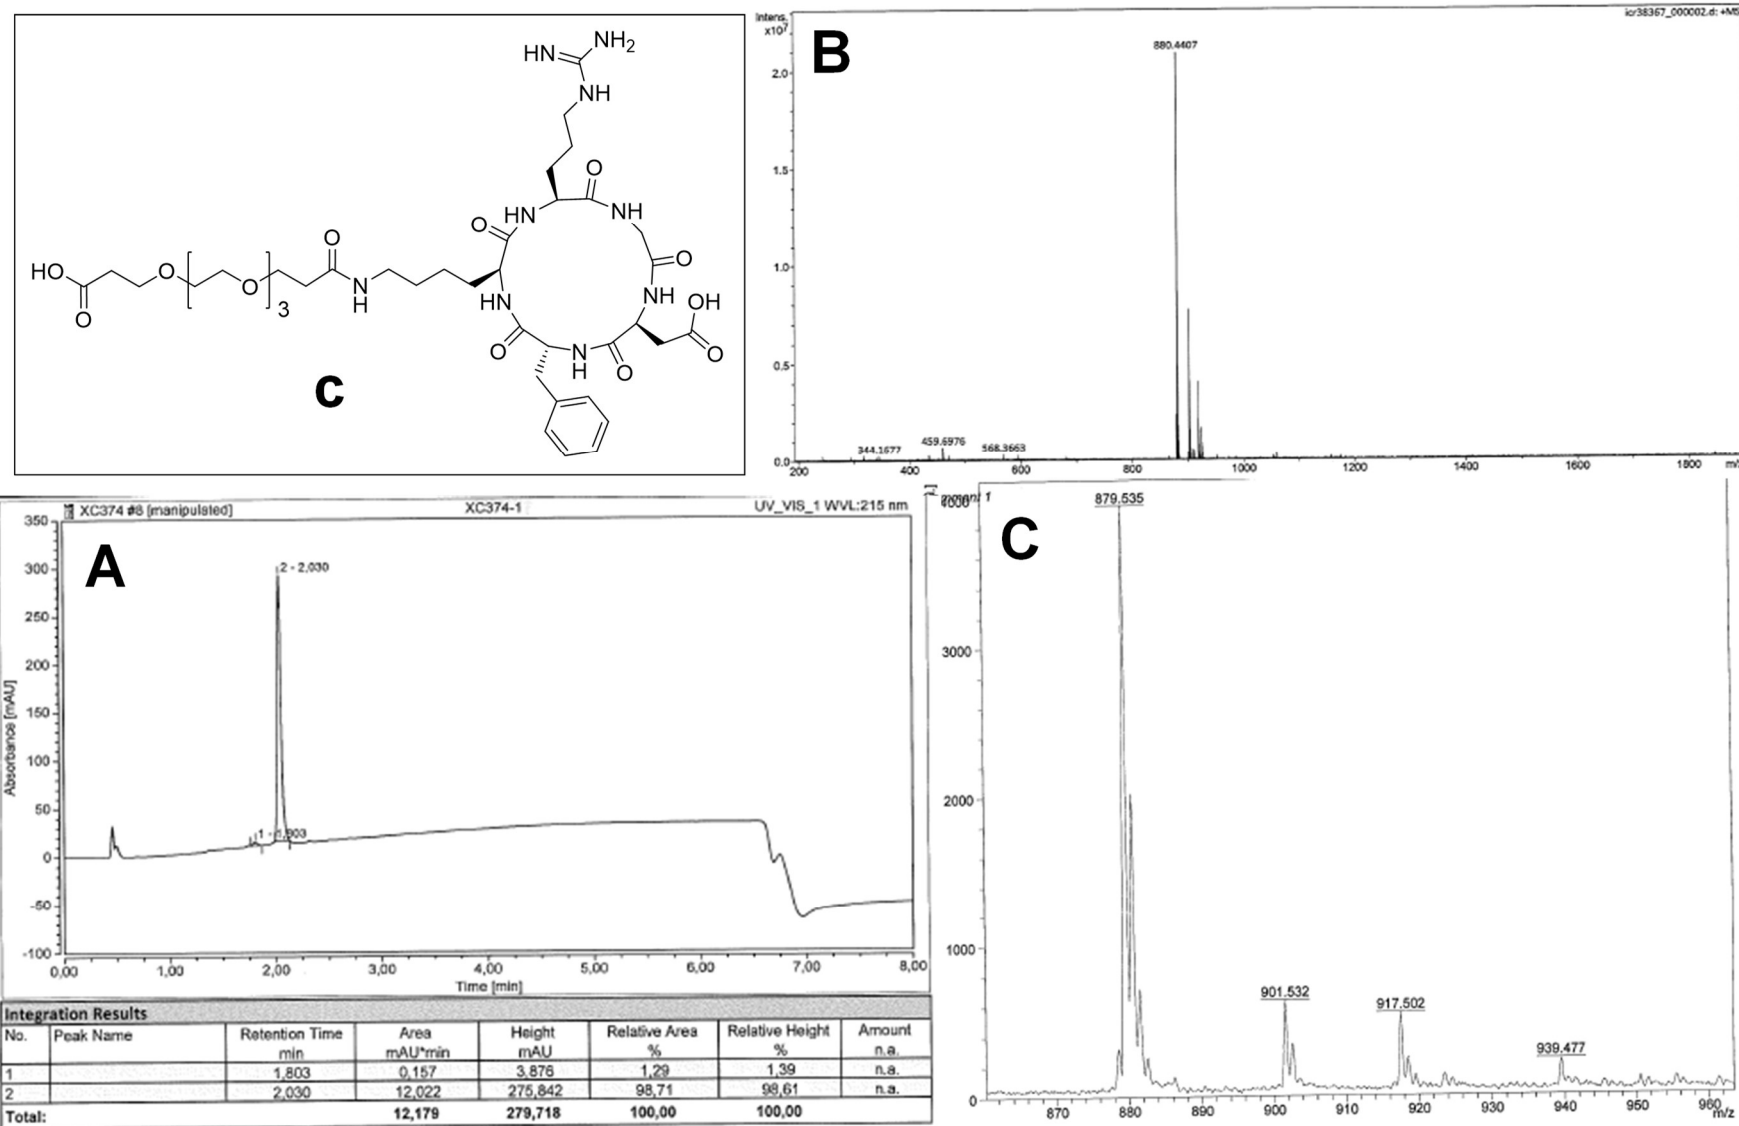 HN
NH2
NH
O
HN
NH
O
O
HO
O
O
O
3
O
N
H
HN
NH
OH
O
O
N
H
O
O
c
Intens.
x10⁷
icr38367_000002.d: +MS
B
880.4407
2.0
1.5
1.0
0.5
0.0
344.1677
459.6976
568.3663
200
400
600
800
1000
1200
1400
1600
1800
XC374 #8 [manipulated]
XC374-1
UV_VIS_1 WVL:215 nm
A
350
300
250
200
150
100
50
0
-50
-100
Absorbance [mAU]
2 - 2,030
1 - 1,803
0,00
1,00
2,00
3,00
4,00
5,00
6,00
7,00
8,00
Time [min]
Integration Results
No. Peak Name Retention Time Area Height Relative Area Relative Height Amount
min mAU*min mAU % % n.a.
1 1,803 0,157 3,876 1,29 1,39 n.a.
2 2,030 12,022 275,842 98,71 98,61 n.a.
Total: 12,179 279,718 100,00 100,00
4000
C
879.535
3000
2000
1000
0
901.532
917.502
939.477
870
880
890
900
910
920
930
940
950
960
m/z